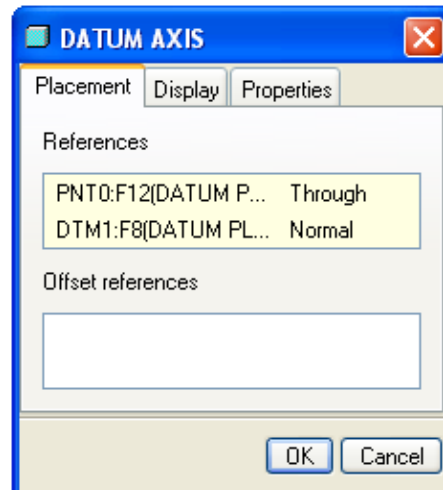 DATUM AXIS
Placement Display Properties
References
PNT0:F12(DATUM P... Through
DTM1:F8(DATUM PL... Normal
Offset references
OK Cancel